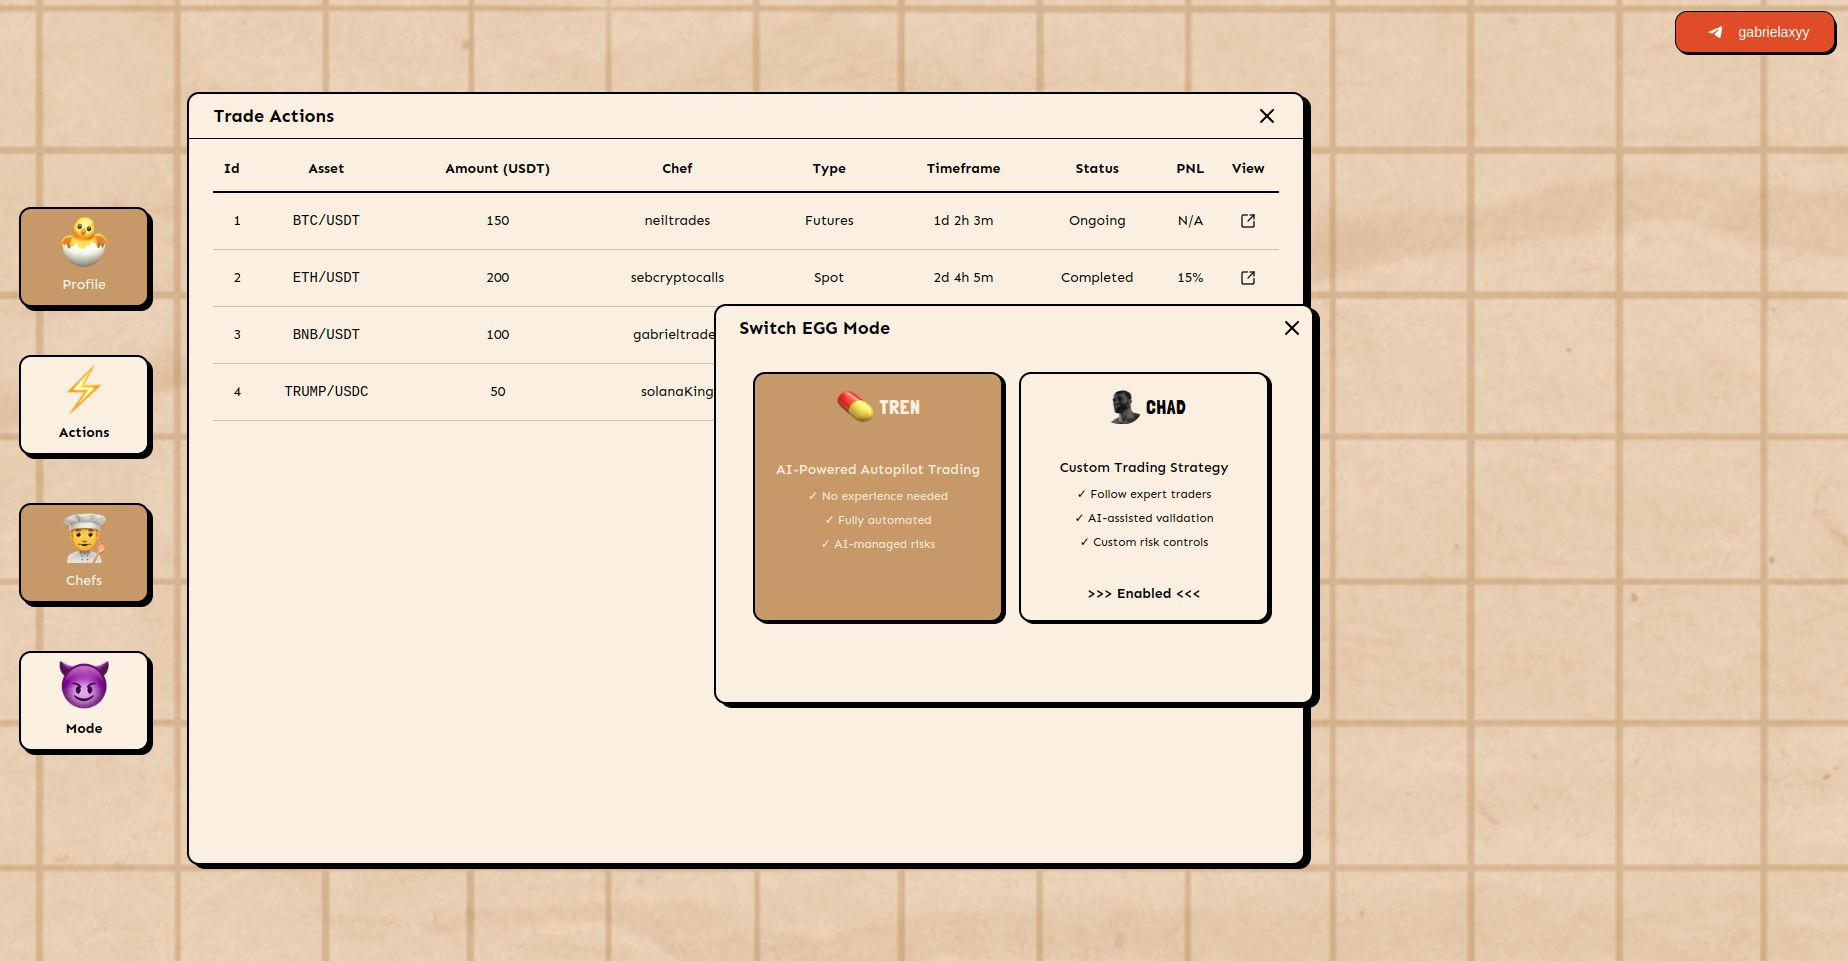 gabrielaxyy
Trade Actions
Id Asset Amount (USDT) Chef Type Timeframe Status PNL View
1 BTC/USDT 150 neiltrades Futures 1d 2h 3m Ongoing N/A
2 ETH/USDT 200 sebcryptocalls Spot 2d 4h 5m Completed 15%
3 BNB/USDT 100 gabrieltrade
4 TRUMP/USDC 50 solanaKing
Profile
Actions
Chefs
Mode
Switch EGG Mode
TREN
AI-Powered Autopilot Trading
✓ No experience needed
✓ Fully automated
✓ AI-managed risks
CHAD
Custom Trading Strategy
✓ Follow expert traders
✓ AI-assisted validation
✓ Custom risk controls
>>> Enabled <<<